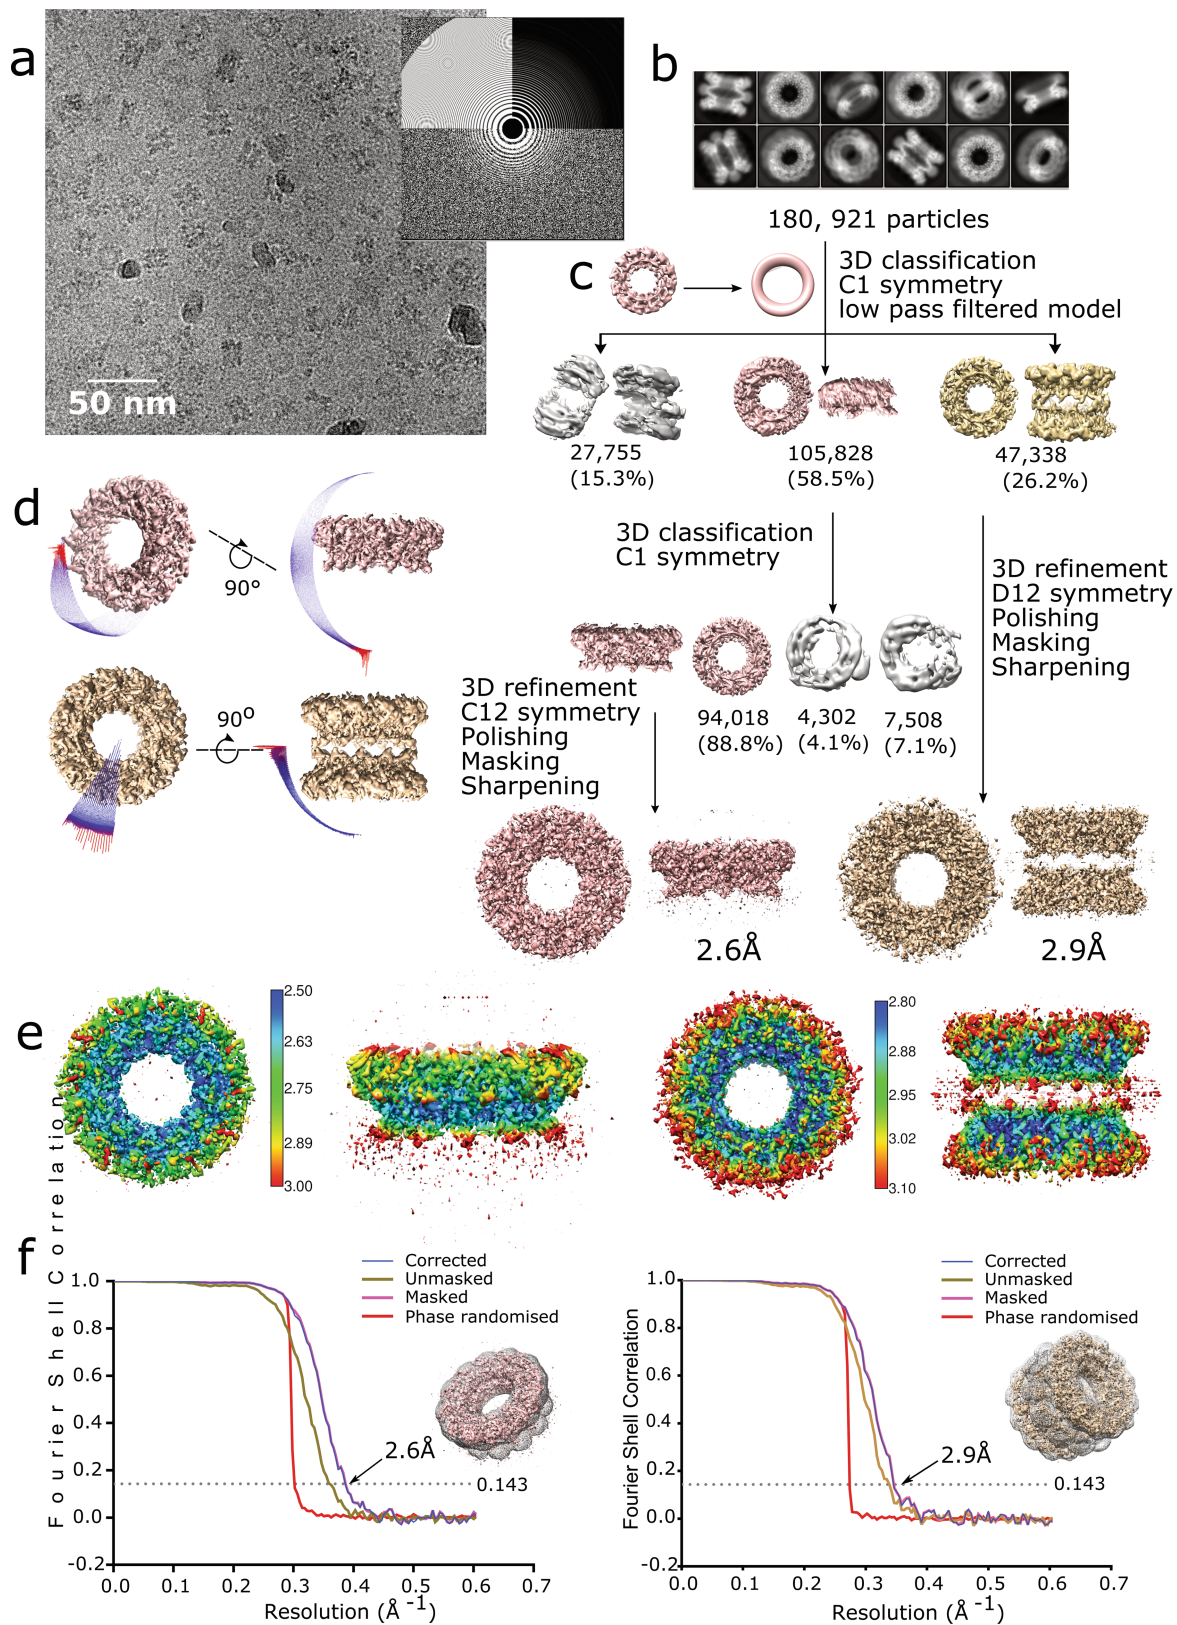 a
50 nm
b
180, 921 particles
c
3D classification
C1 symmetry
low pass filtered model
27,755
(15.3%)
105,828
(58.5%)
47,338
(26.2%)
d
90°
90o
3D classification
C1 symmetry
3D refinement
D12 symmetry
Polishing
Masking
Sharpening
94,018
(88.8%)
4,302
(4.1%)
7,508
(7.1%)
3D refinement
C12 symmetry
Polishing
Masking
Sharpening
2.6Å
2.9Å
e
2.50
2.63
2.75
2.89
3.00
2.80
2.88
2.95
3.02
3.10
f
Fourier Shell Correlation
Corrected
Unmasked
Masked
Phase randomised
1.0
0.8
0.6
0.4
0.2
0.0
-0.2
2.6Å
0.143
0.0 0.1 0.2 0.3 0.4 0.5 0.6 0.7
Resolution (Å -1)
Fourier Shell Correlation
Corrected
Unmasked
Masked
Phase randomised
1.0
0.8
0.6
0.4
0.2
0.0
-0.2
2.9Å
0.143
0.0 0.1 0.2 0.3 0.4 0.5 0.6 0.7
Resolution (Å -1)